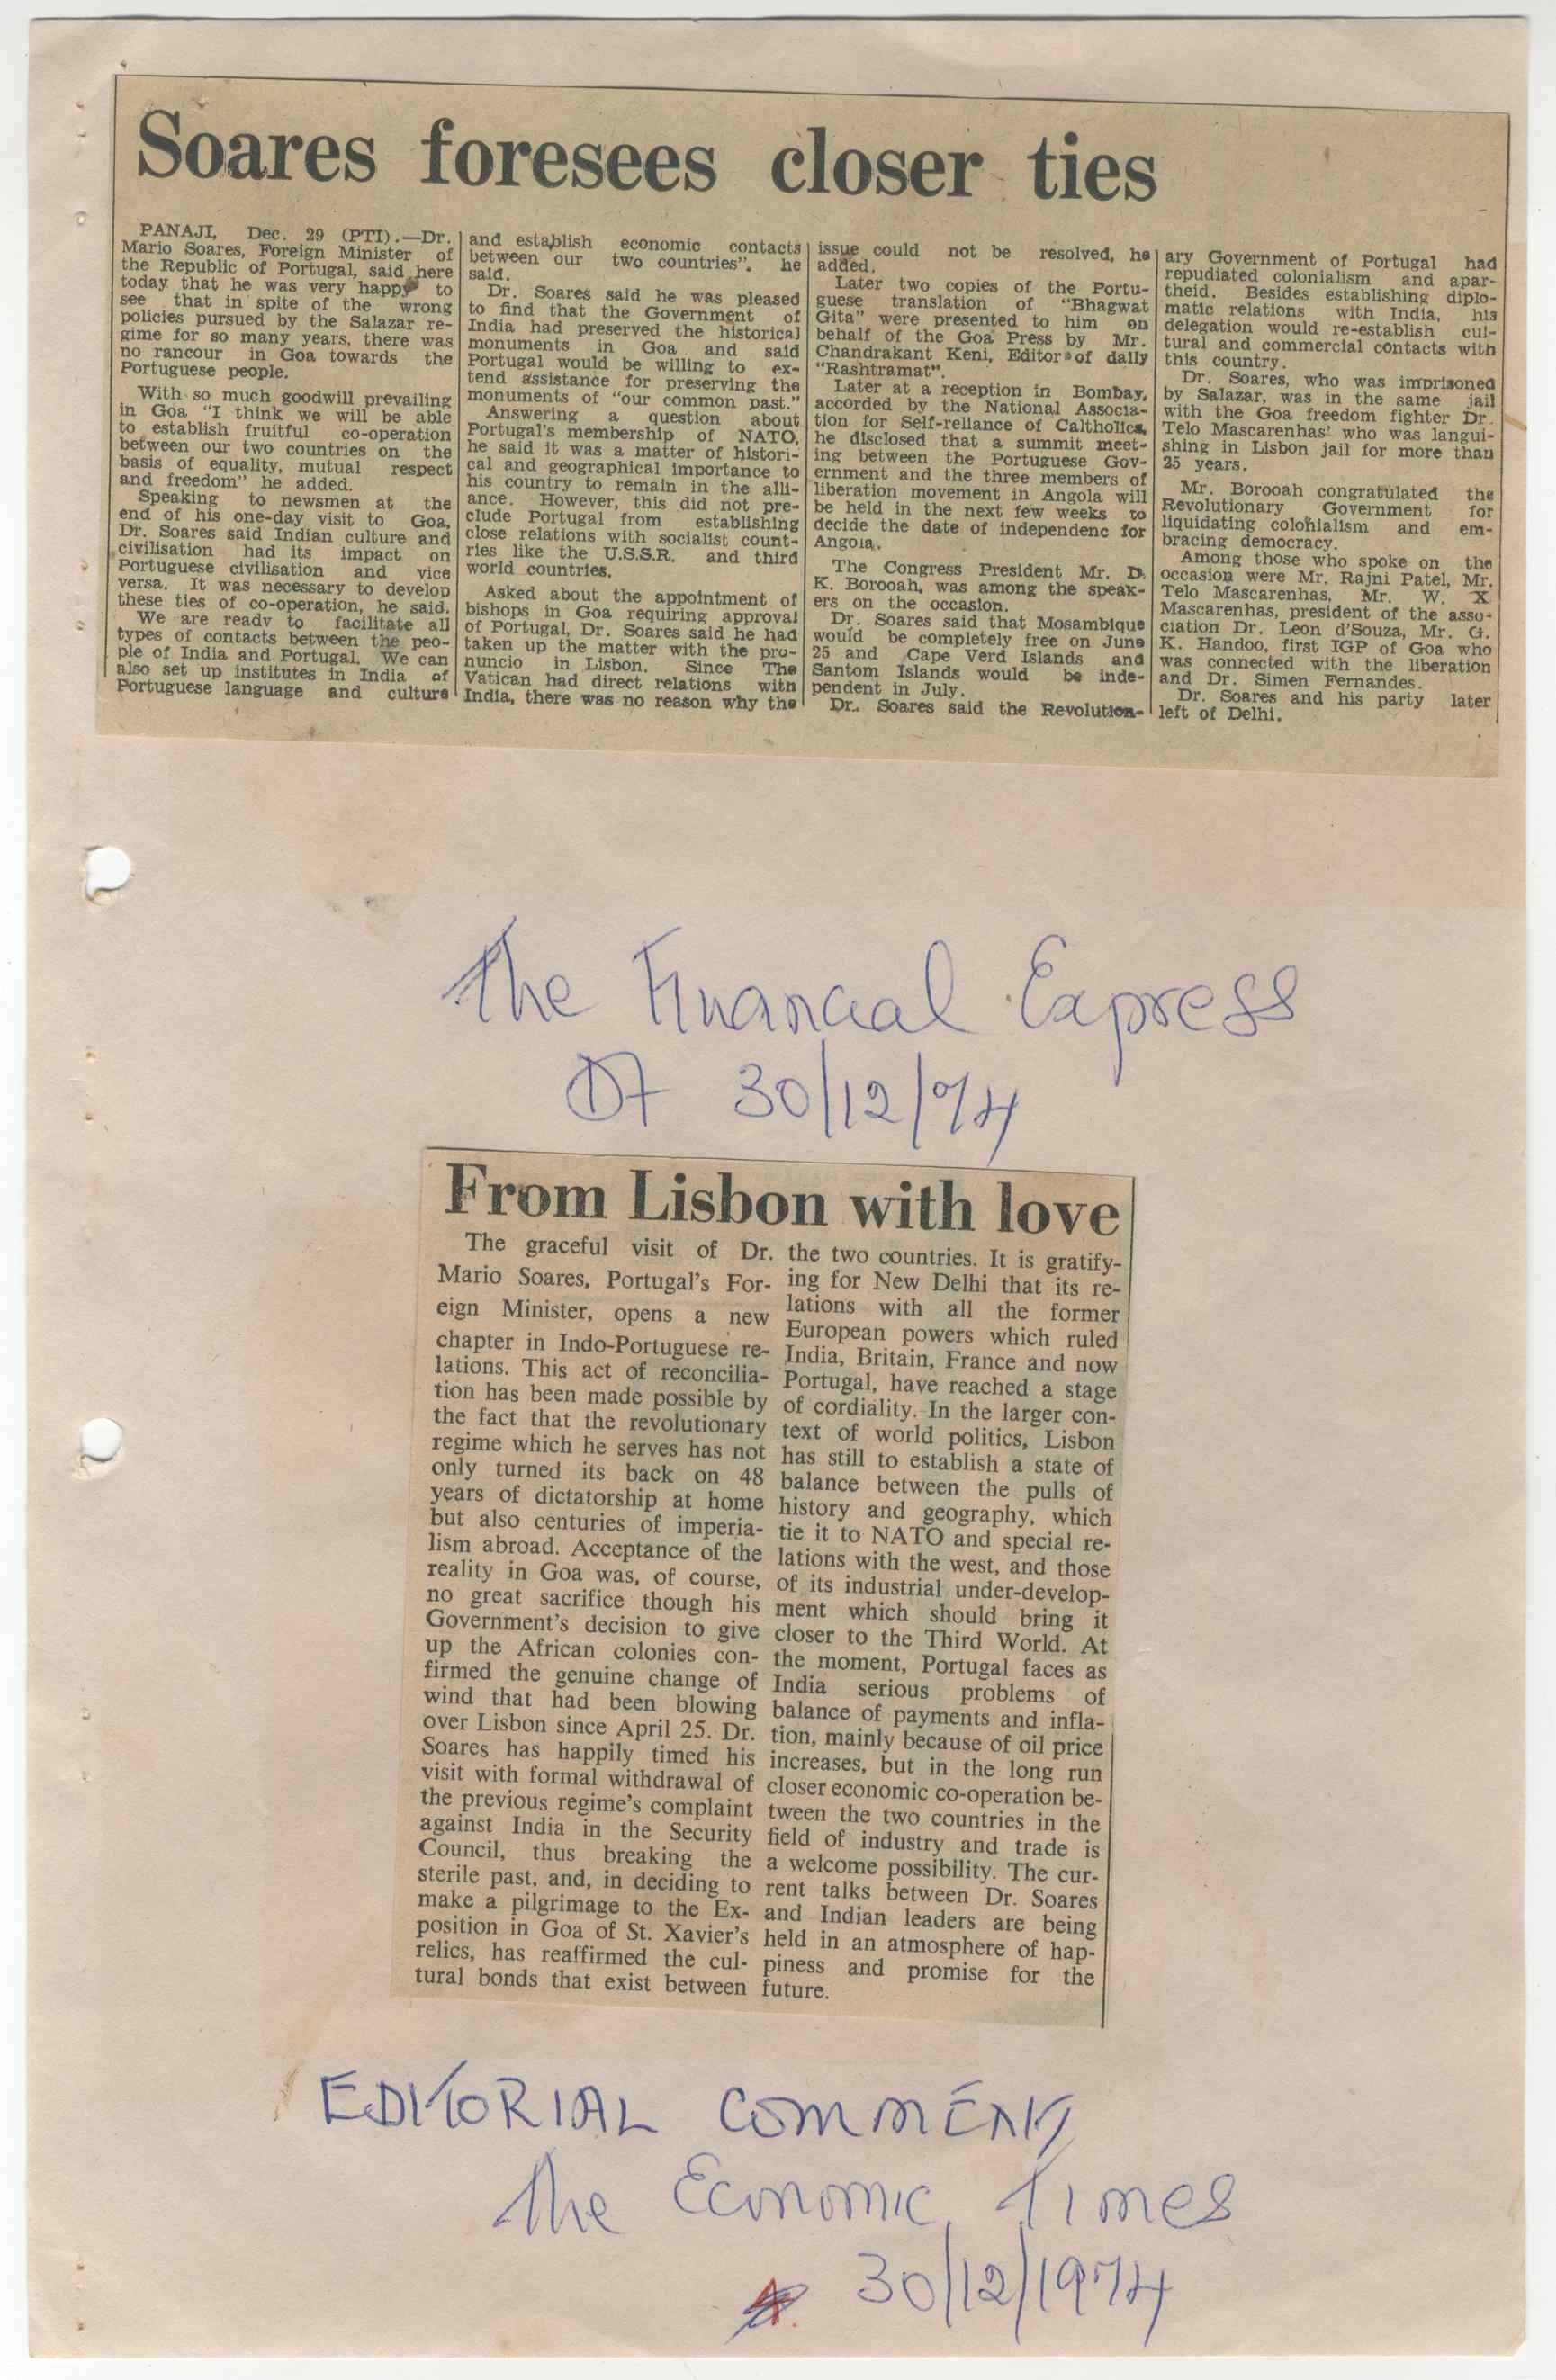 Soares foresees closer ties
PANAJI, Dec. 29 (PTI).—Dr.
Mario Soares, Foreign Minister of
the Republic of Portugal, said here
today that he was very happy to
see that in spite of the wrong
policies pursued by the Salazar re-
gime for so many years, there was
no rancour in Goa towards the
Portuguese people.
With so much goodwill prevailing
in Goa "I think we will be able
to establish fruitful co-operation
between our two countries on the
basis of equality, mutual respect
and freedom" he added.
Speaking to newsmen at the
end of his one-day visit to Goa,
Dr. Soares said Indian culture and
civilisation had its impact on
Portuguese civilisation and vice
versa. It was necessary to develop
these ties of co-operation, he said.
We are ready to facilitate all
types of contacts between the peo-
ple of India and Portugal. We can
also set up institutes in India of
Portuguese language and culture
and establish economic contacts
between our two countries". he
said.
Dr. Soares said he was pleased
to find that the Government of
India had preserved the historical
monuments in Goa and said
Portugal would be willing to ex-
tend assistance for preserving the
monuments of "our common past."
Answering a question about
Portugal's membership of NATO,
he said it was a matter of histori-
cal and geographical importance to
his country to remain in the alli-
ance. However, this did not pre-
clude Portugal from establishing
close relations with socialist count-
ries like the U.S.S.R. and third
world countries.
Asked about the appointment of
bishops in Goa requiring approval
of Portugal, Dr. Soares said he had
taken up the matter with the pro-
nuncio in Lisbon. Since The
Vatican had direct relations with
India, there was no reason why the
issue could not be resolved, he
added.
Later two copies of the Portu-
guese translation of "Bhagwat
Gita" were presented to him on
behalf of the Goa Press by Mr.
Chandrakant Keni, Editor of daily
"Rashtramat".
Later at a reception in Bombay,
accorded by the National Associa-
tion for Self-reliance of Caltholics,
he disclosed that a summit meet-
ing between the Portuguese Gov-
ernment and the three members of
liberation movement in Angola will
be held in the next few weeks to
decide the date of independenc for
Angola.
The Congress President Mr. D.
K. Borooah, was among the speak-
ers on the occasion.
Dr. Soares said that Mosambique
would be completely free on June
25 and Cape Verd Islands and
Santom Islands would be inde-
pendent in July.
Dr. Soares said the Revolution-
ary Government of Portugal had
repudiated colonialism and apar-
theid. Besides establishing diplo-
matic relations with India, his
delegation would re-establish cul-
tural and commercial contacts with
this country.
Dr. Soares, who was imprisoned
by Salazar, was in the same jail
with the Goa freedom fighter Dr.
Telo Mascarenhas' who was langui-
shing in Lisbon jail for more than
25 years.
Mr. Borooah congratulated the
Revolutionary Government for
liquidating colonialism and em-
bracing democracy.
Among those who spoke on the
occasion were Mr. Rajni Patel, Mr.
Telo Mascarenhas, Mr. W. X
Mascarenhas, president of the asso-
ciation Dr. Leon d'Souza, Mr. G.
K. Handoo, first IGP of Goa who
was connected with the liberation
and Dr. Simen Fernandes.
Dr. Soares and his party later
left of Delhi.
The Financial Express
DT 30/12/74
From Lisbon with love
The graceful visit of Dr.
Mario Soares, Portugal's For-
eign Minister, opens a new
chapter in Indo-Portuguese re-
lations. This act of reconcilia-
tion has been made possible by
the fact that the revolutionary
regime which he serves has not
only turned its back on 48
years of dictatorship at home
but also centuries of imperia-
lism abroad. Acceptance of the
reality in Goa was, of course,
no great sacrifice though his
Government's decision to give
up the African colonies con-
firmed the genuine change of
wind that had been blowing
over Lisbon since April 25. Dr.
Soares has happily timed his
visit with formal withdrawal of
the previous regime's complaint
against India in the Security
Council, thus breaking the
sterile past, and, in deciding to
make a pilgrimage to the Ex-
position in Goa of St. Xavier's
relics, has reaffirmed the cul-
tural bonds that exist between
the two countries. It is gratify-
ing for New Delhi that its re-
lations with all the former
European powers which ruled
India, Britain, France and now
Portugal, have reached a stage
of cordiality. In the larger con-
text of world politics, Lisbon
has still to establish a state of
balance between the pulls of
history and geography, which
tie it to NATO and special re-
lations with the west, and those
of its industrial under-develop-
ment which should bring it
closer to the Third World. At
the moment, Portugal faces as
India serious problems of
balance of payments and infla-
tion, mainly because of oil price
increases, but in the long run
closer economic co-operation be-
tween the two countries in the
field of industry and trade is
a welcome possibility. The cur-
rent talks between Dr. Soares
and Indian leaders are being
held in an atmosphere of hap-
piness and promise for the
future.
EDITORIAL COMMENT
The Economic Times
30/12/1974